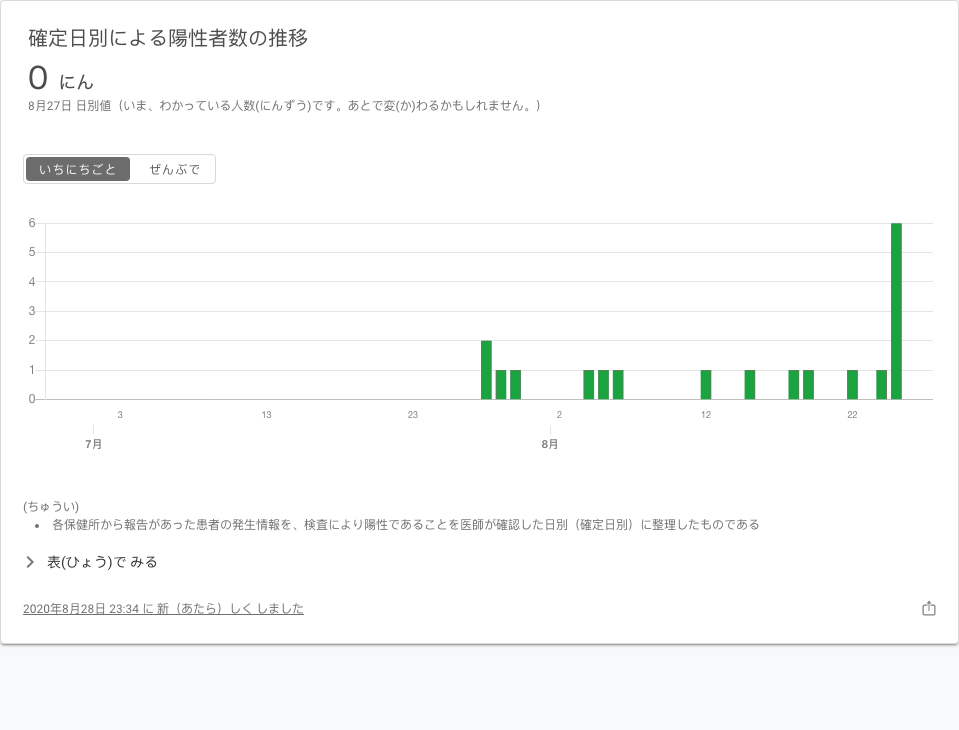 確定日別による陽性者数の推移
0 にん
8月27日 日別値（いま、わかっている人数(にんずう)です。あとで変(か)わるかもしれません。）
いちにちごと ぜんぶで
6
5
4
3
2
1
0
3 13 23 2 12 22
7月 8月
(ちゅうい)
• 各保健所から報告があった患者の発生情報を、検査により陽性であることを医師が確認した日別（確定日別）に整理したものである
表(ひょう)で みる
2020年8月28日 23:34 に 新（あたら）しく しました